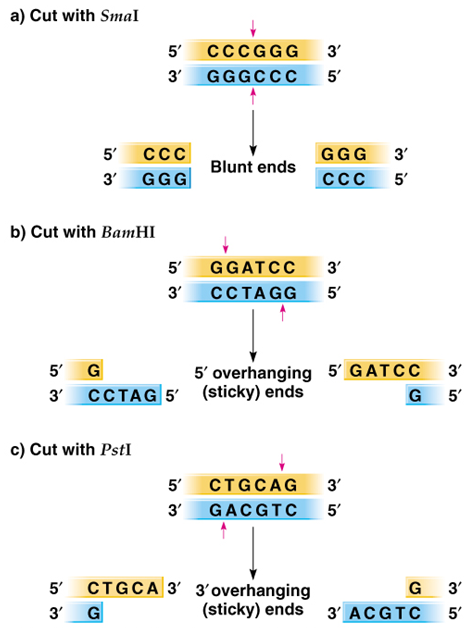 a) Cut with SmaI
5′ CCCGGG 3′
3′ GGGCCC 5′
5′ CCC GGG 3′
Blunt ends
3′ GGG CCC 5′
b) Cut with BamHI
5′ GGATCC 3′
3′ CCTAGG 5′
5′ G 5′ overhanging 5′ GATCC 3′
3′ CCTAG 5′ (sticky) ends G 5′
c) Cut with PstI
5′ CTGCAG 3′
3′ GACGTC 5′
5′ CTGCA 3′ 3′ overhanging G 3′
3′ G (sticky) ends 3′ ACGTC 5′